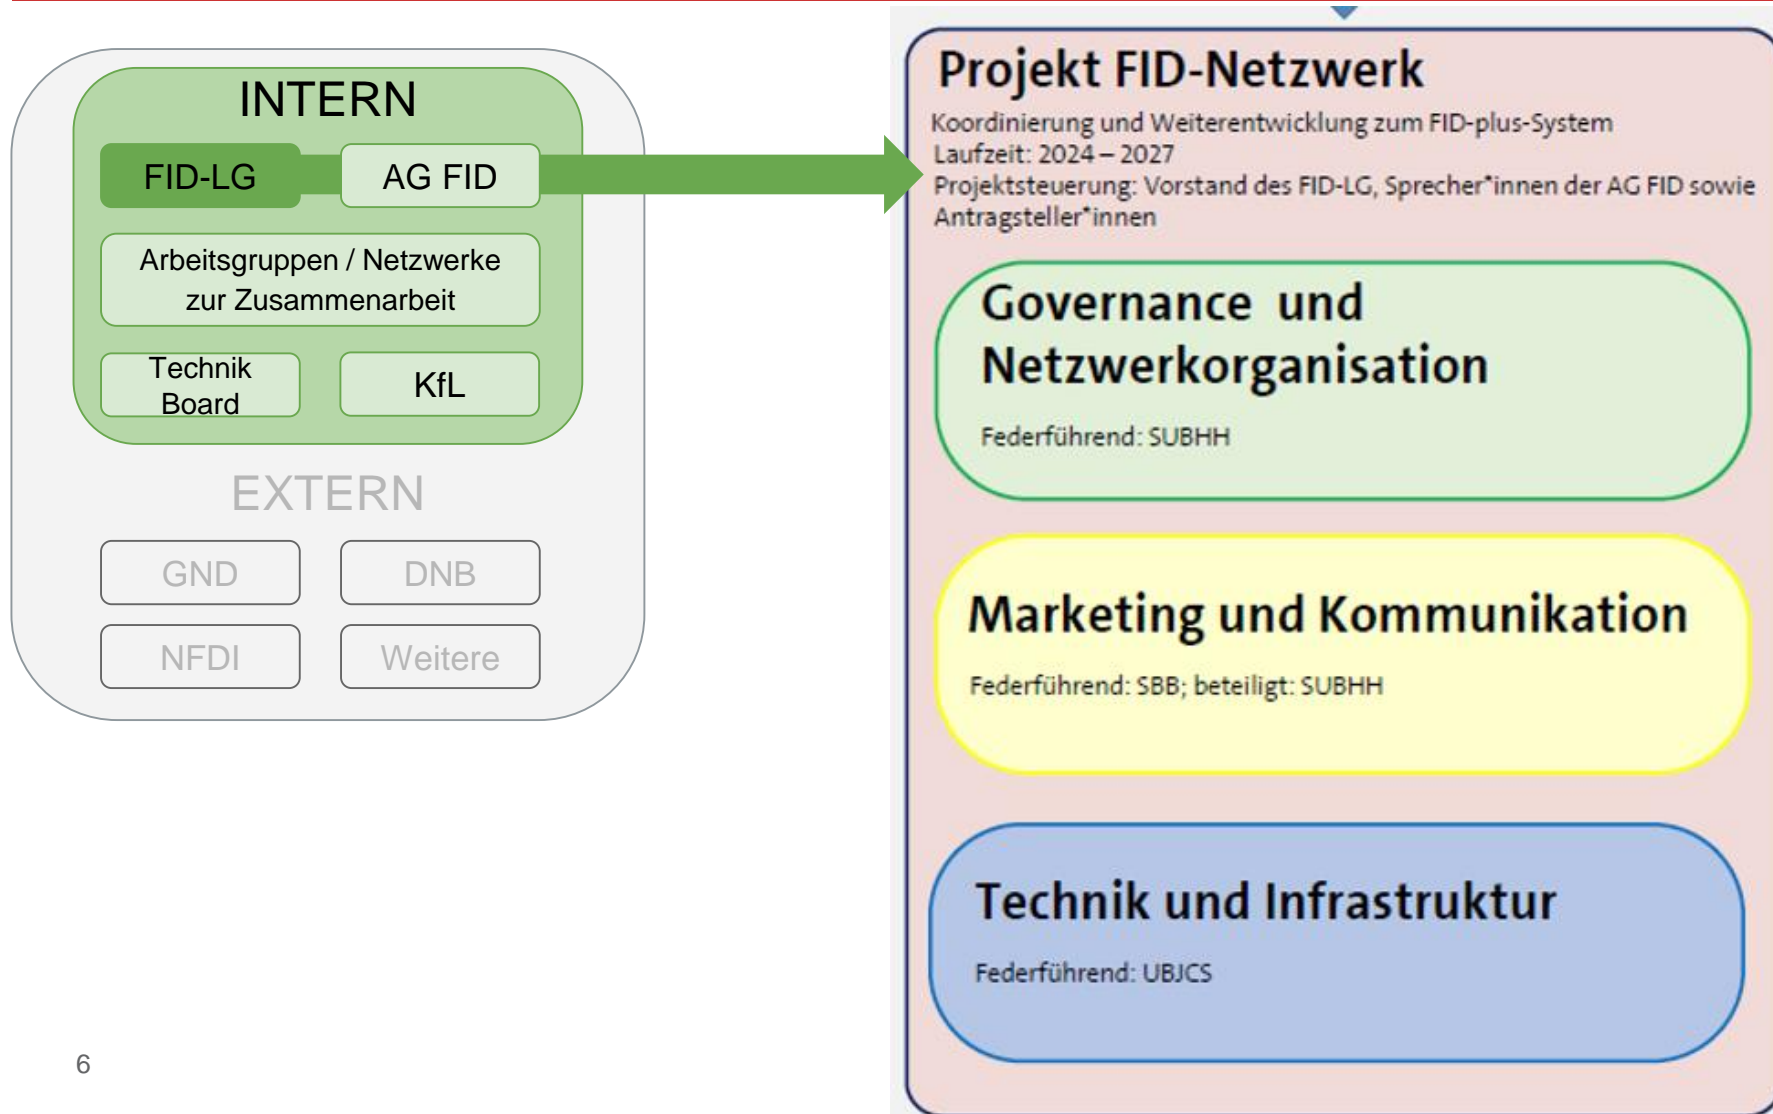 INTERN
FID-LG
AG FID
Arbeitsgruppen / Netzwerke
zur Zusammenarbeit
Technik
Board
KfL
EXTERN
GND
DNB
NFDI
Weitere
Projekt FID-Netzwerk
Koordinierung und Weiterentwicklung zum FID-plus-System
Laufzeit: 2024 – 2027
Projektsteuerung: Vorstand des FID-LG, Sprecher*innen der AG FID sowie
Antragsteller*innen
Governance und
Netzwerkorganisation
Federführend: SUBHH
Marketing und Kommunikation
Federführend: SBB; beteiligt: SUBHH
Technik und Infrastruktur
Federführend: UBJCS
6